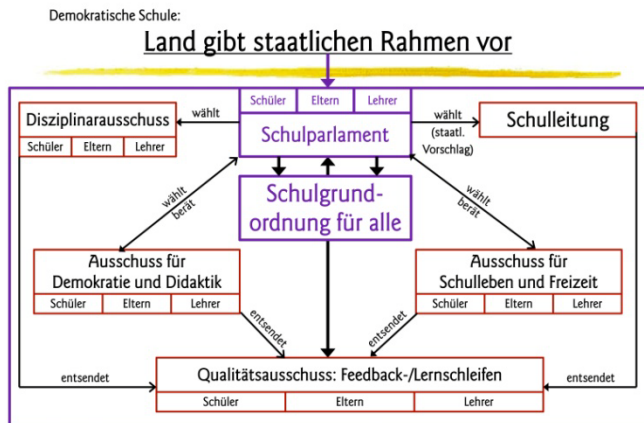 Demokratische Schule:
Land gibt staatlichen Rahmen vor
Schüler Eltern Lehrer
Disziplinarausschuss
wählt
Schulparlament
wählt
(staatl.
Vorschlag)
Schulleitung
Schüler Eltern Lehrer
Schulgrund-
ordnung für alle
wählt
berät
wählt
berät
Ausschuss für
Demokratie und Didaktik
Schüler Eltern Lehrer
Ausschuss für
Schulleben und Freizeit
Schüler Eltern Lehrer
entsendet
entsendet
entsendet
Qualitätsausschuss: Feedback-/Lernschleifen
entsendet
Schüler Eltern Lehrer